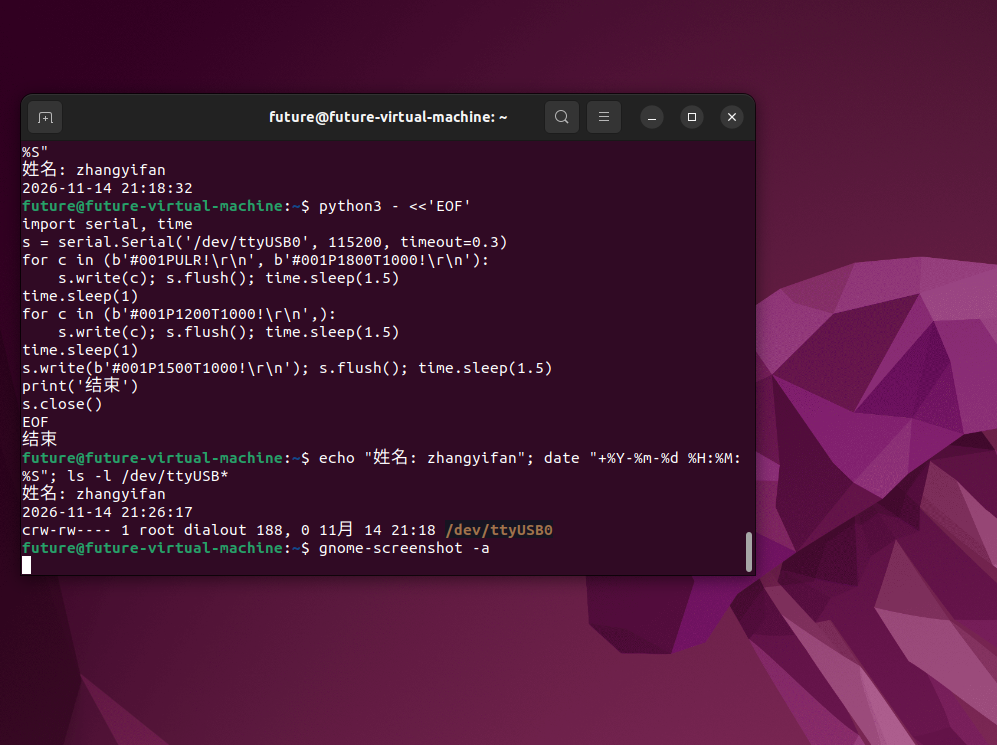 future@future-virtual-machine: ~
%S"
姓名: zhangyifan
2026-11-14 21:18:32
future@future-virtual-machine:~$ python3 - <<'EOF'
import serial, time
s = serial.Serial('/dev/ttyUSB0', 115200, timeout=0.3)
for c in (b'#001PULR!\r\n', b'#001P1800T1000!\r\n'):
    s.write(c); s.flush(); time.sleep(1.5)
time.sleep(1)
for c in (b'#001P1200T1000!\r\n',):
    s.write(c); s.flush(); time.sleep(1.5)
time.sleep(1)
s.write(b'#001P1500T1000!\r\n'); s.flush(); time.sleep(1.5)
print('结束')
s.close()
EOF
结束
future@future-virtual-machine:~$ echo "姓名: zhangyifan"; date "+%Y-%m-%d %H:%M:
%S"; ls -l /dev/ttyUSB*
姓名: zhangyifan
2026-11-14 21:26:17
crw-rw---- 1 root dialout 188, 0 11月 14 21:18 /dev/ttyUSB0
future@future-virtual-machine:~$ gnome-screenshot -a